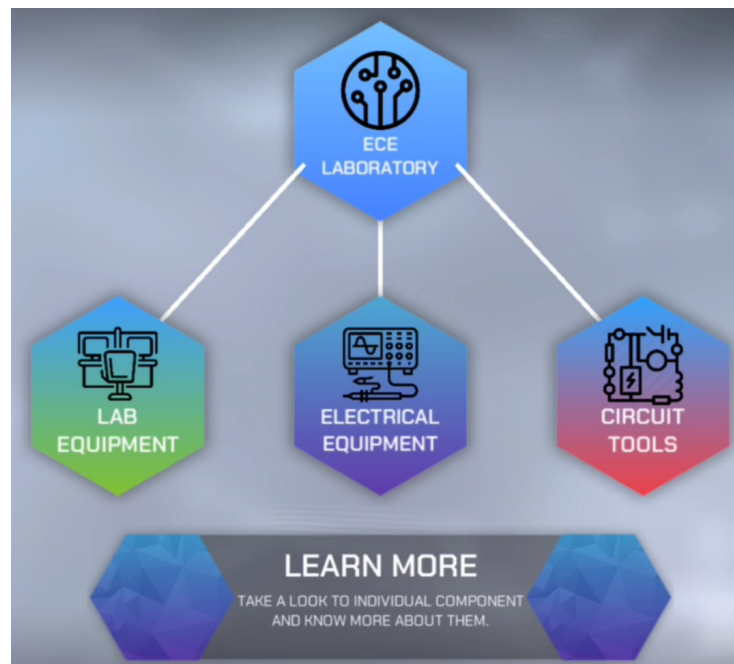 ECE
LABORATORY
LAB
EQUIPMENT
ELECTRICAL
EQUIPMENT
CIRCUIT
TOOLS
LEARN MORE
TAKE A LOOK TO INDIVIDUAL COMPONENT
AND KNOW MORE ABOUT THEM.